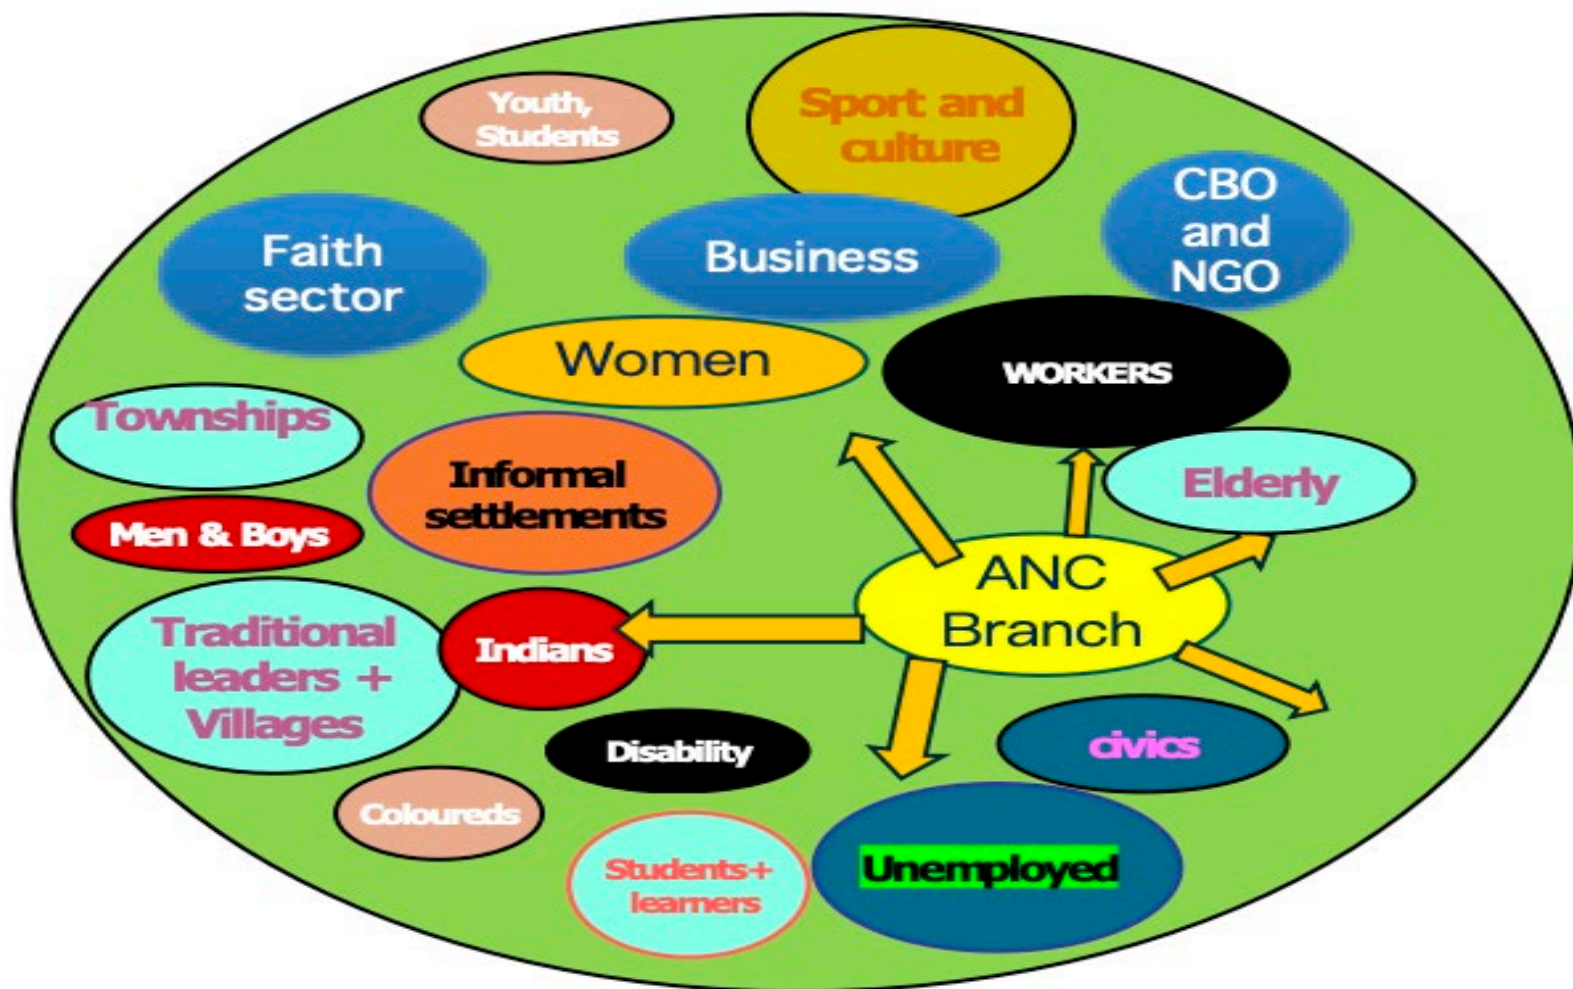 Youth,
Students
Sport and
culture
CBO
and
NGO
Faith
sector
Business
Women
WORKERS
Townships
Informal
settlements
Elderly
Men & Boys
ANC
Branch
Traditional
leaders +
Villages
Indians
Disability
civics
Coloureds
Students+
learners
Unemployed